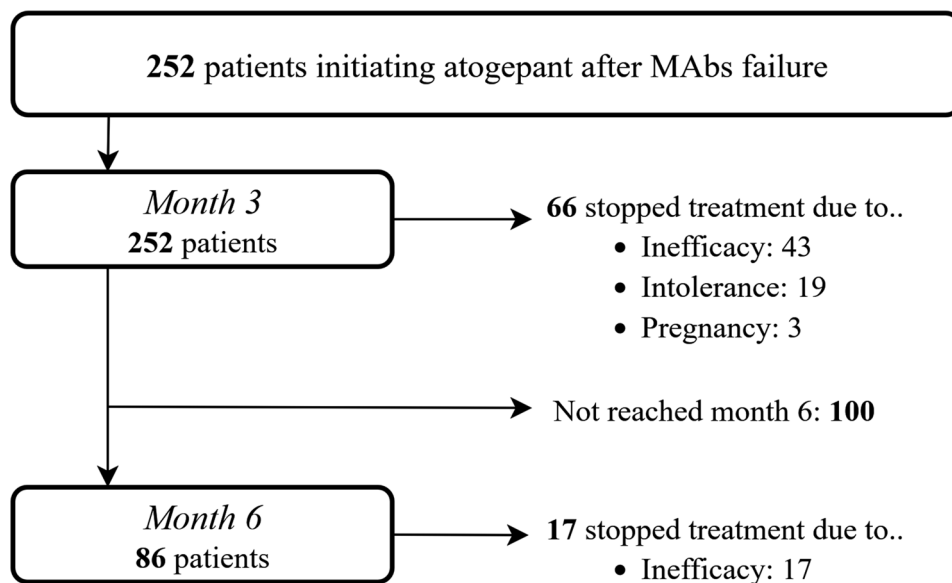 252 patients initiating atogepant after MAbs failure
Month 3
252 patients
66 stopped treatment due to..
• Inefficacy: 43
• Intolerance: 19
• Pregnancy: 3
Not reached month 6: 100
Month 6
86 patients
17 stopped treatment due to..
• Inefficacy: 17